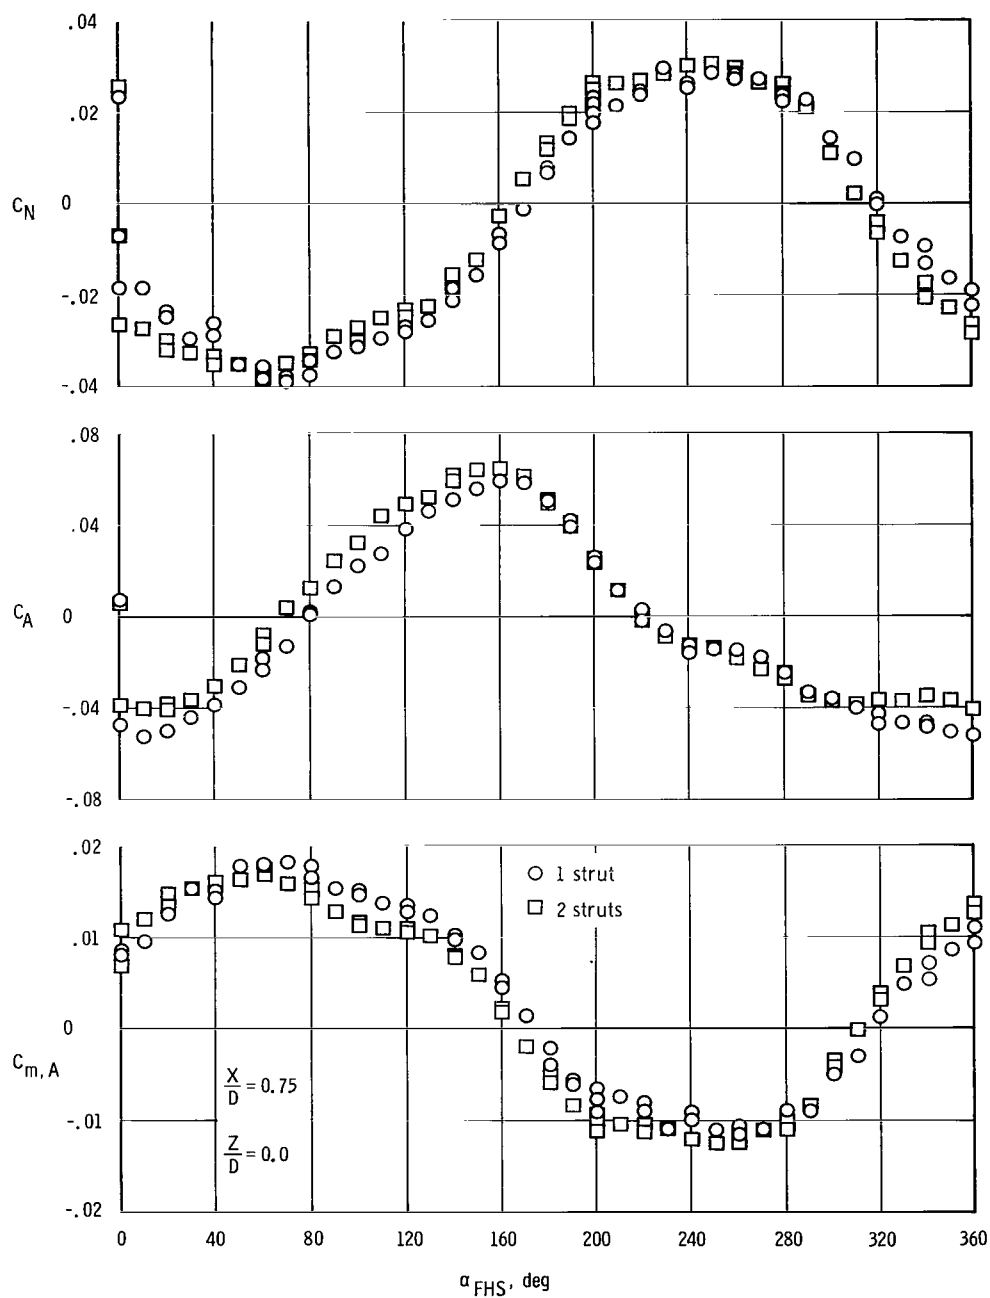 .04
.02
C_N 0
-.02
-.04
.08
.04
C_A 0
-.04
-.08
.02
○ 1 strut
□ 2 struts
.01
0
C_m,A
X/D = 0.75
-.01
Z/D = 0.0
-.02
0 40 80 120 160 200 240 280 320 360
α_FHS, deg